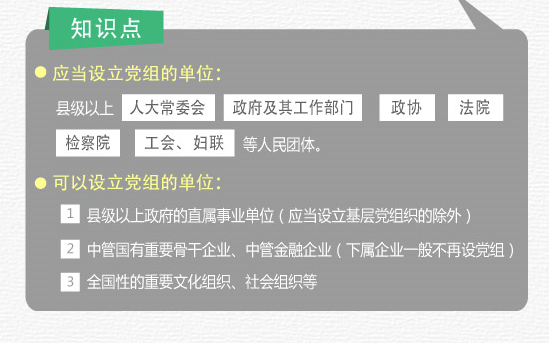 知识点
应当设立党组的单位：
县级以上 人大常委会 政府及其工作部门 政协 法院
检察院 工会、妇联 等人民团体。
可以设立党组的单位：
1 县级以上政府的直属事业单位（应当设立基层党组织的除外）
2 中管国有重要骨干企业、中管金融企业（下属企业一般不再设党组）
3 全国性的重要文化组织、社会组织等